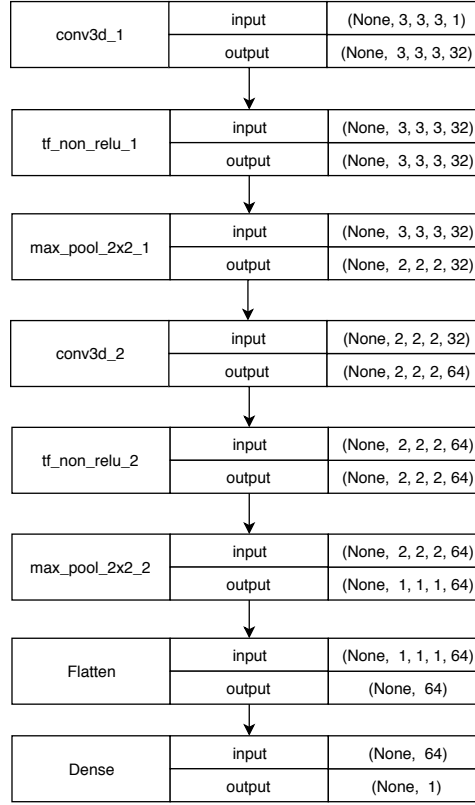 conv3d_1 input (None, 3, 3, 3, 1)
output (None, 3, 3, 3, 32)
tf_non_relu_1 input (None, 3, 3, 3, 32)
output (None, 3, 3, 3, 32)
max_pool_2x2_1 input (None, 3, 3, 3, 32)
output (None, 2, 2, 2, 32)
conv3d_2 input (None, 2, 2, 2, 32)
output (None, 2, 2, 2, 64)
tf_non_relu_2 input (None, 2, 2, 2, 64)
output (None, 2, 2, 2, 64)
max_pool_2x2_2 input (None, 2, 2, 2, 64)
output (None, 1, 1, 1, 64)
Flatten input (None, 1, 1, 1, 64)
output (None, 64)
Dense input (None, 64)
output (None, 1)